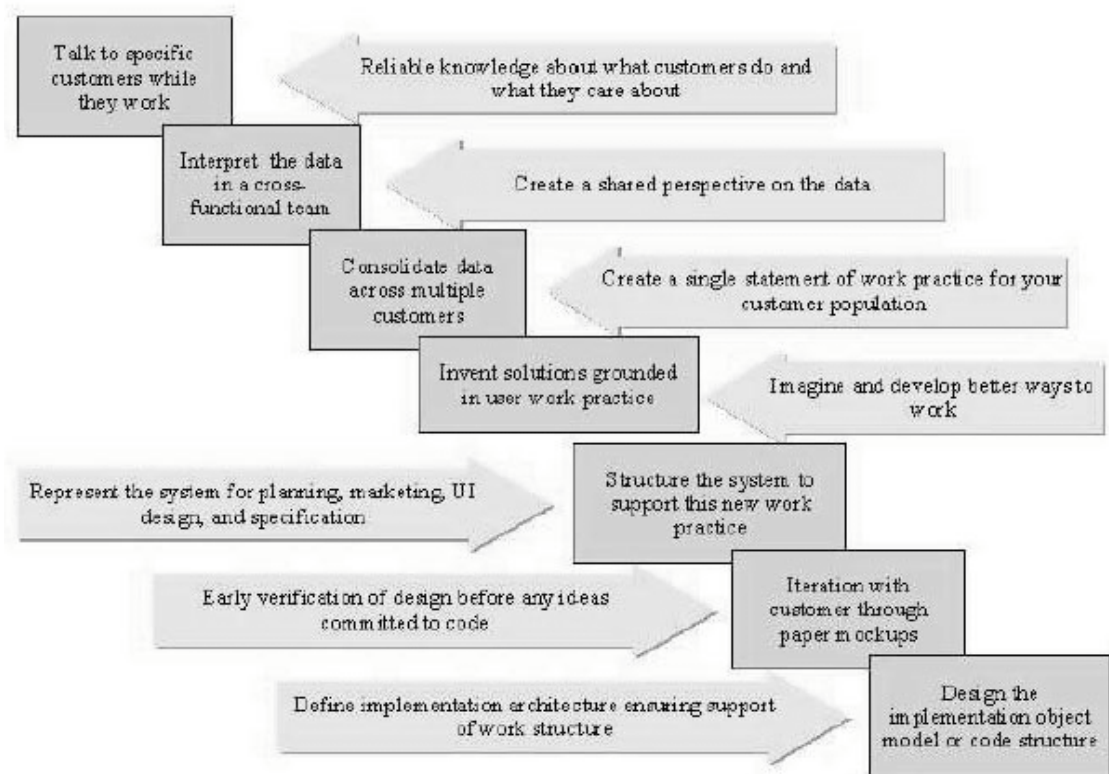 Talk to specific
customers while
they work
Reliable knowledge about what customers do and
what they care about
Interpret the data
in a cross-
functional team
Create a shared perspective on the data
Consolidate data
across multiple
customers
Create a single statement of work practice for your
customer population
Invent solutions grounded
in user work practice
Imagine and develop better ways to
work
Represent the system for planning, marketing, UI
design, and specification
Structure the system to
support this new work
practice
Early verification of design before any ideas
committed to code
Iteration with
customer through
paper mockups
Define implementation architecture ensuring support
of work structure
Design the
implementation object
model or code structure